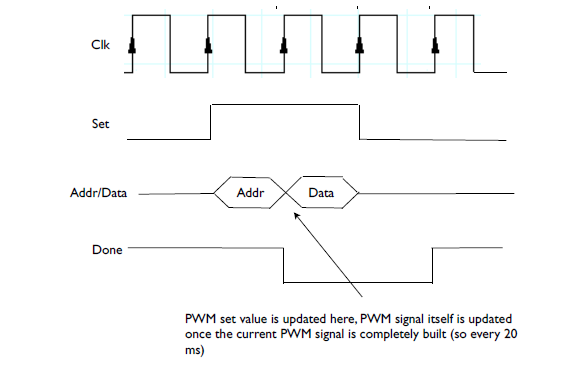 Clk
Set
Addr/Data
Addr
Data
Done
PWM set value is updated here, PWM signal itself is updated
once the current PWM signal is completely built (so every 20
ms)